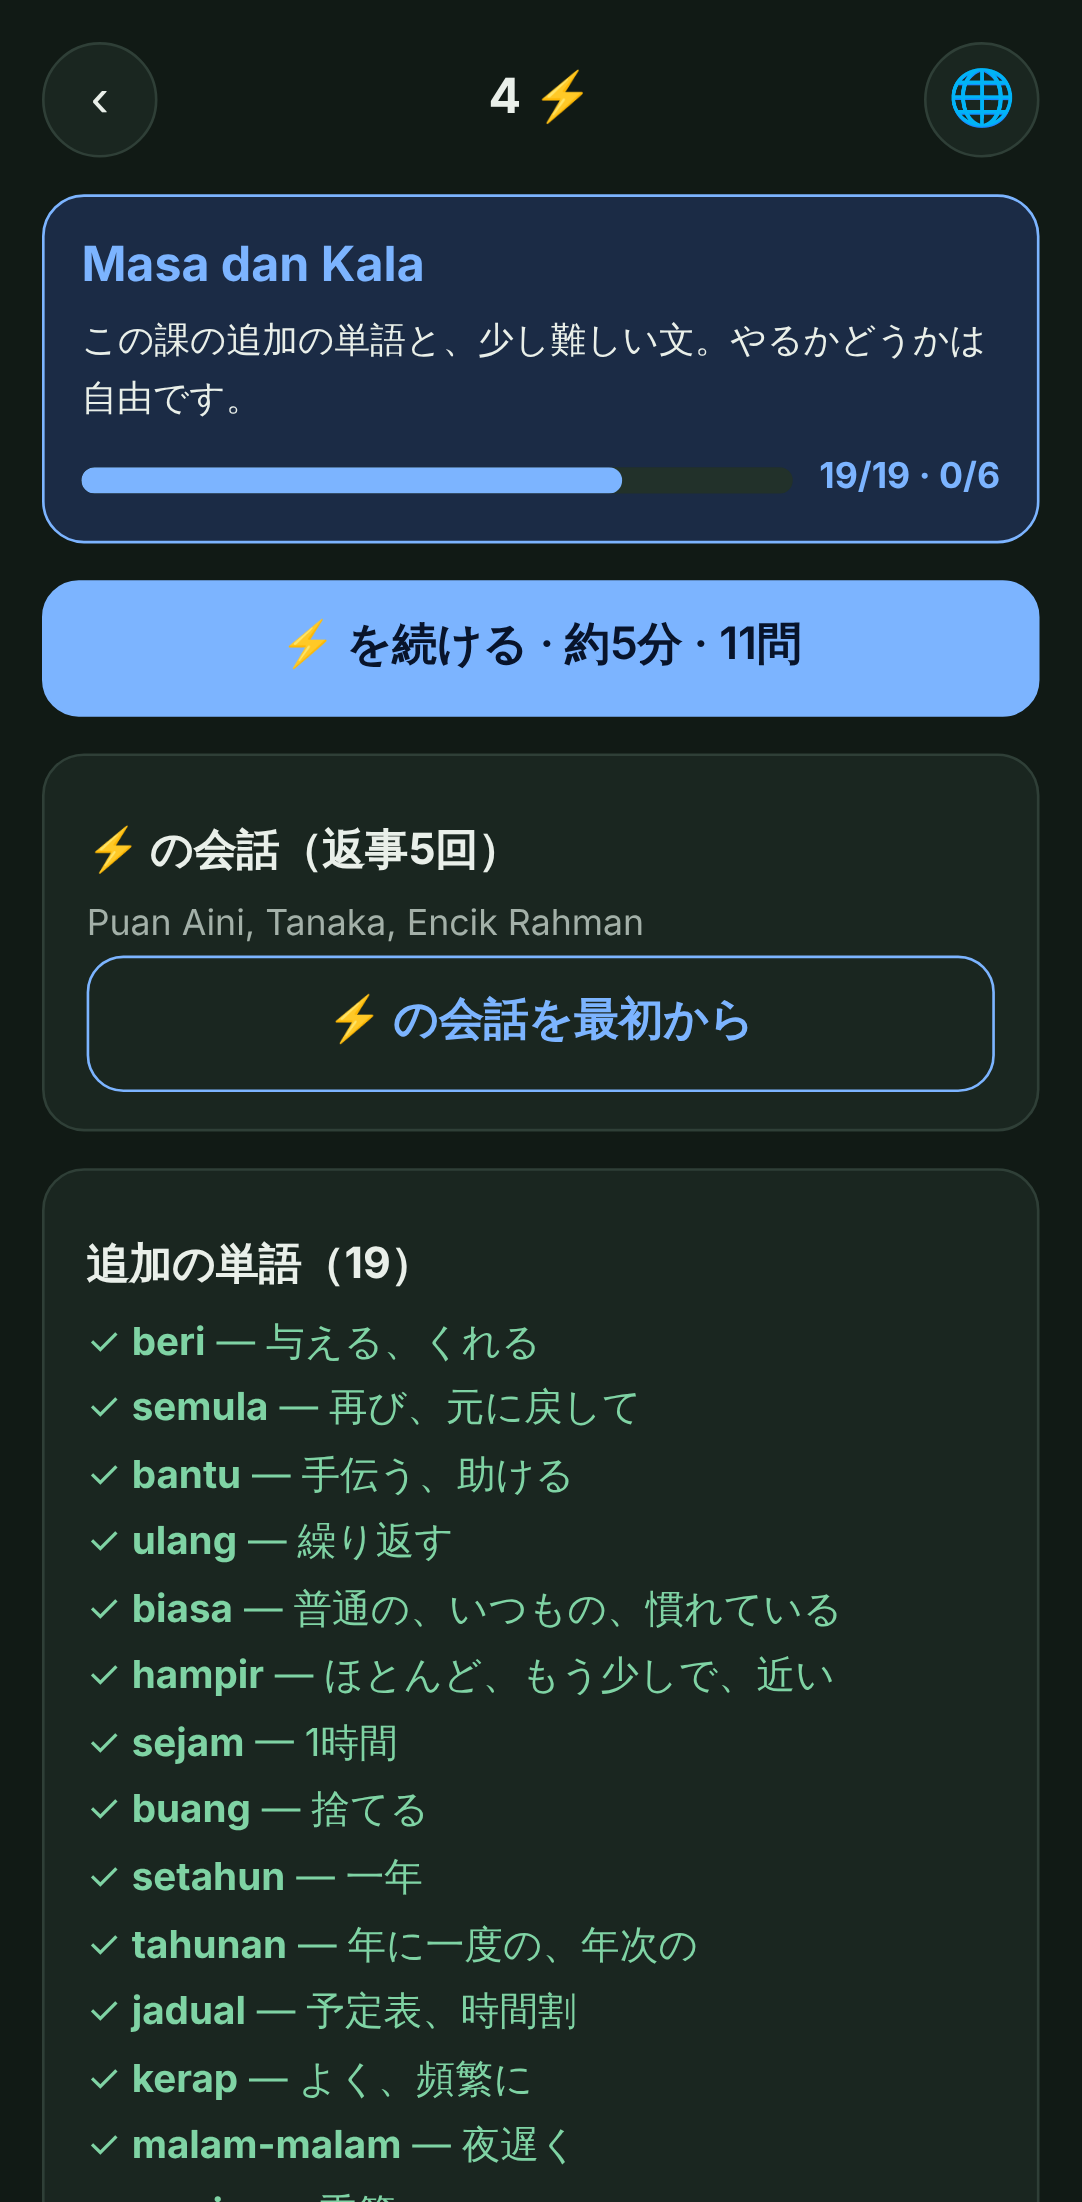 ‹
4 ⚡
Masa dan Kala
この課の追加の単語と、少し難しい文。やるかどうかは
自由です。
19/19 · 0/6
⚡ を続ける · 約5分 · 11問
⚡ の会話（返事5回）
Puan Aini, Tanaka, Encik Rahman
⚡ の会話を最初から
追加の単語（19）
✓ beri — 与える、くれる
✓ semula — 再び、元に戻して
✓ bantu — 手伝う、助ける
✓ ulang — 繰り返す
✓ biasa — 普通の、いつもの、慣れている
✓ hampir — ほとんど、もう少しで、近い
✓ sejam — 1時間
✓ buang — 捨てる
✓ setahun — 一年
✓ tahunan — 年に一度の、年次の
✓ jadual — 予定表、時間割
✓ kerap — よく、頻繁に
✓ malam-malam — 夜遅く